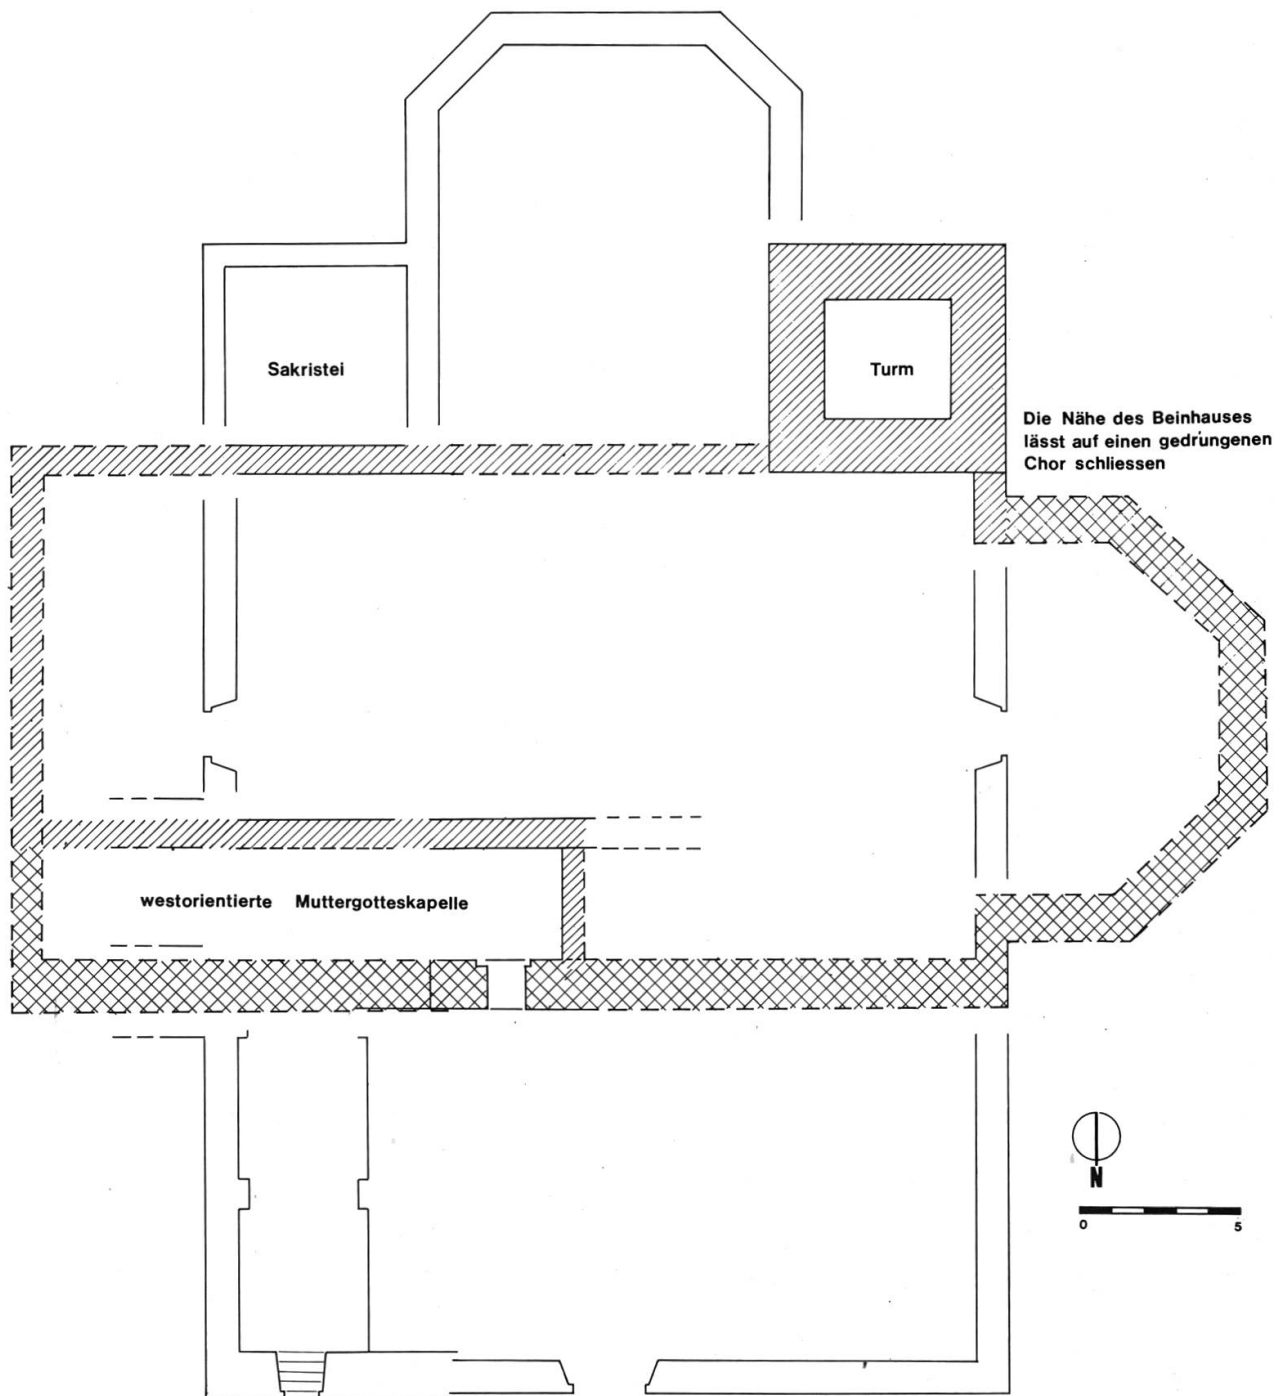 Sakristei
Turm
Die Nähe des Beinhauses
lässt auf einen gedrungenen
Chor schliessen
westorientierte Muttergotteskapelle
N
0 5